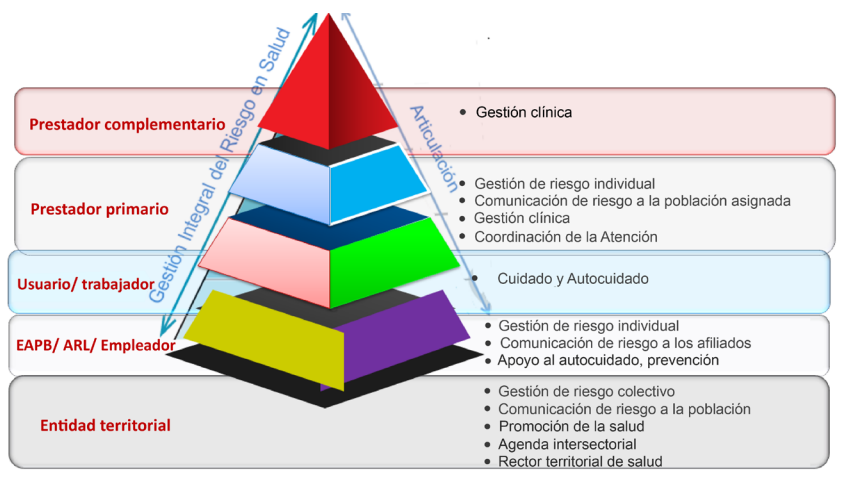 Gestión Integral del Riesgo en Salud
Articulación
Prestador complementario
• Gestión clínica
Prestador primario
• Gestión de riesgo individual
• Comunicación de riesgo a la población asignada
• Gestión clínica
• Coordinación de la Atención
Usuario/ trabajador
• Cuidado y Autocuidado
EAPB/ ARL/ Empleador
• Gestión de riesgo individual
• Comunicación de riesgo a los afiliados
• Apoyo al autocuidado, prevención
Entidad territorial
• Gestión de riesgo colectivo
• Comunicación de riesgo a la población
• Promoción de la salud
• Agenda intersectorial
• Rector territorial de salud